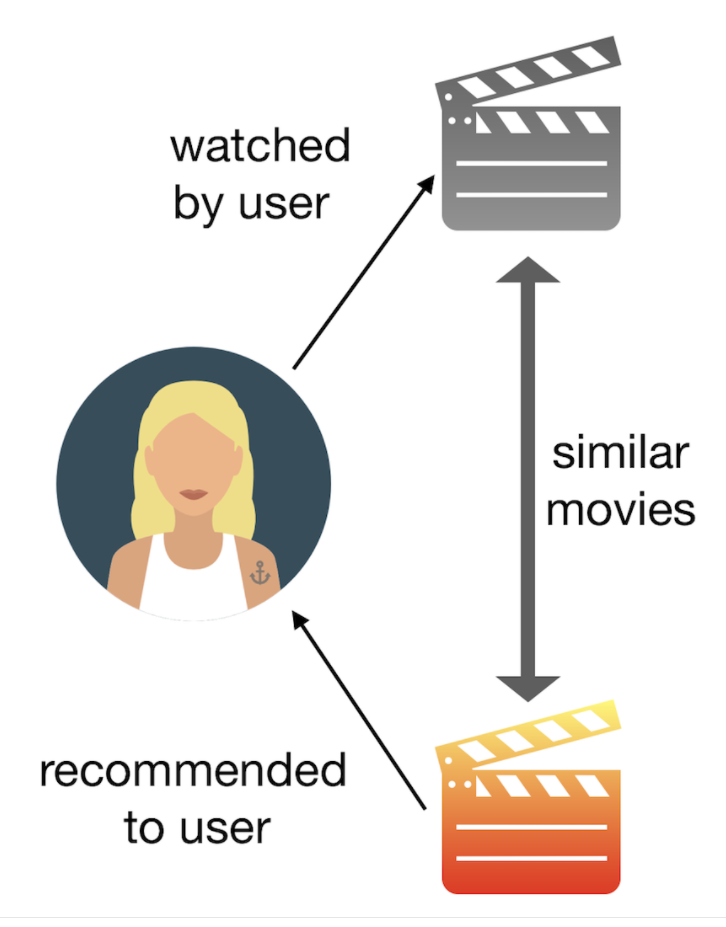 watched
by user
similar
movies
recommended
to user